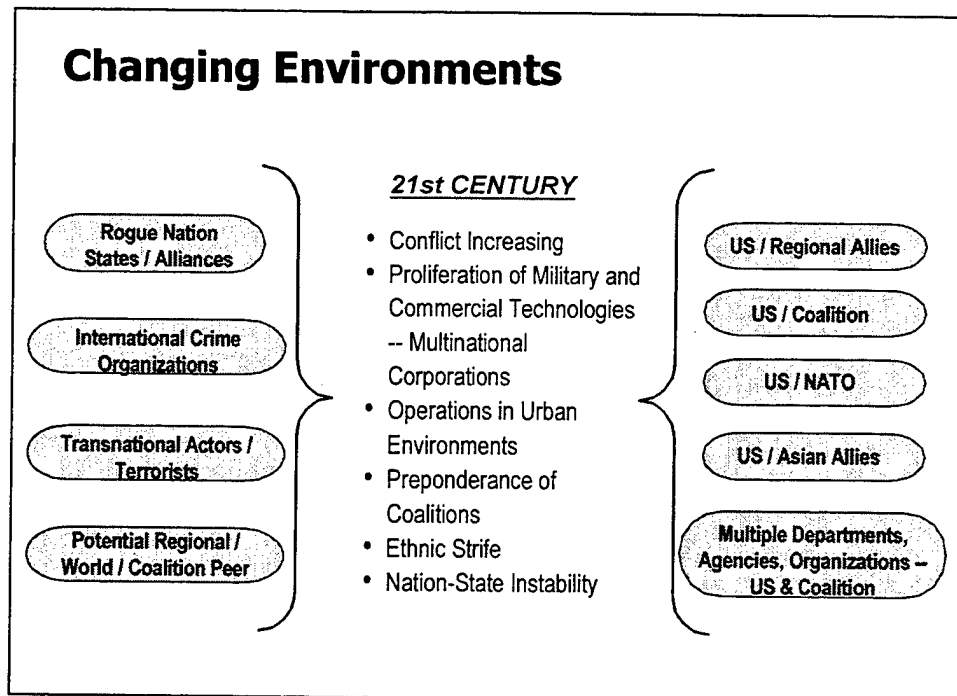 Changing Environments
Rogue Nation
States / Alliances
International Crime
Organizations
Transnational Actors /
Terrorists
Potential Regional /
World / Coalition Peer
21st CENTURY
• Conflict Increasing
• Proliferation of Military and
Commercial Technologies
-- Multinational
Corporations
• Operations in Urban
Environments
• Preponderance of
Coalitions
• Ethnic Strife
• Nation-State Instability
US / Regional Allies
US / Coalition
US / NATO
US / Asian Allies
Multiple Departments,
Agencies, Organizations --
US & Coalition